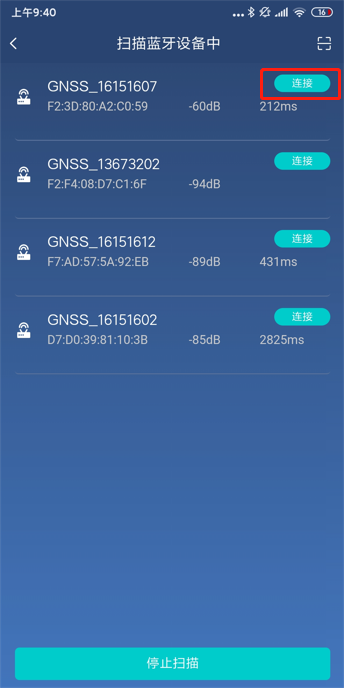 上午9:40
16
扫描蓝牙设备中
GNSS_16151607
连接
F2:3D:80:A2:C0:59 -60dB 212ms
GNSS_13673202
连接
F2:F4:08:D7:C1:6F -94dB
GNSS_16151612
连接
F7:AD:57:5A:92:EB -89dB 431ms
GNSS_16151602
连接
D7:D0:39:81:10:3B -85dB 2825ms
停止扫描